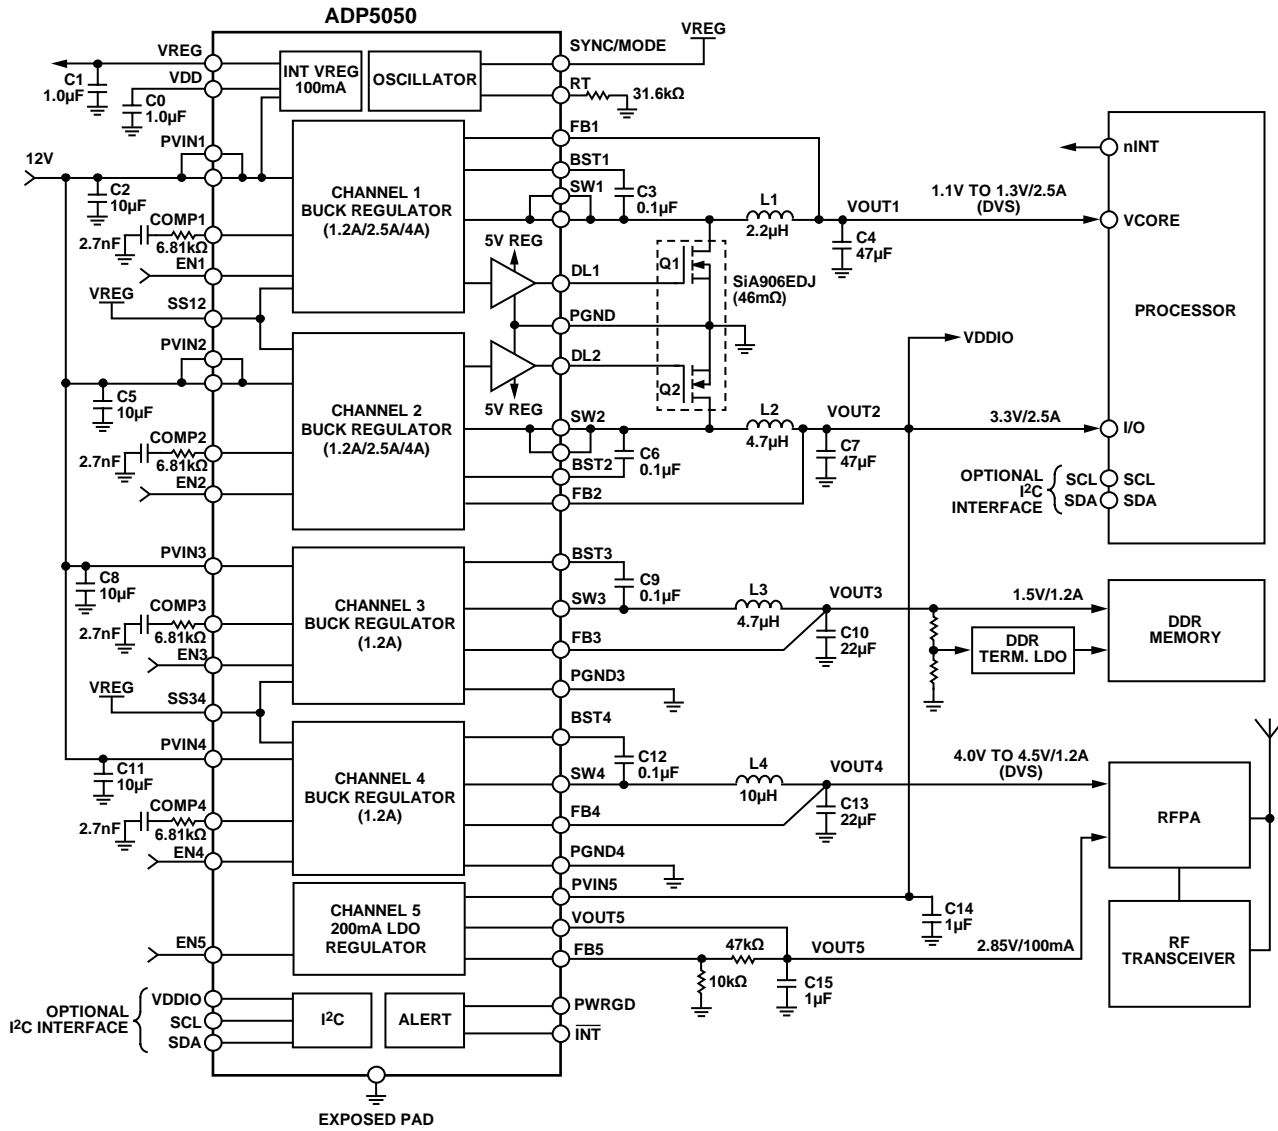 ADP5050
VREG
C1
1.0µF
VDD
C0
1.0µF
INT VREG
100mA
OSCILLATOR
SYNC/MODE
VREG
RT
31.6kΩ
12V
PVIN1
C2
10µF
COMP1
2.7nF
6.81kΩ
EN1
VREG
SS12
CHANNEL 1
BUCK REGULATOR
(1.2A/2.5A/4A)
FB1
BST1
SW1
C3
0.1µF
L1
2.2µH
VOUT1
C4
47µF
1.1V TO 1.3V/2.5A
(DVS)
5V REG
DL1
Q1
SiA906EDJ
(46mΩ)
PGND
DL2
Q2
5V REG
PVIN2
C5
10µF
COMP2
2.7nF
6.81kΩ
EN2
CHANNEL 2
BUCK REGULATOR
(1.2A/2.5A/4A)
SW2
BST2
C6
0.1µF
FB2
L2
4.7µH
VOUT2
C7
47µF
VDDIO
3.3V/2.5A
nINT
VCORE
PROCESSOR
I/O
OPTIONAL
I²C
INTERFACE
SCL
SCL
SDA
SDA
PVIN3
C8
10µF
COMP3
2.7nF
6.81kΩ
EN3
VREG
SS34
CHANNEL 3
BUCK REGULATOR
(1.2A)
BST3
C9
0.1µF
SW3
FB3
PGND3
L3
4.7µH
VOUT3
C10
22µF
1.5V/1.2A
DDR
TERM. LDO
DDR
MEMORY
PVIN4
C11
10µF
COMP4
2.7nF
6.81kΩ
EN4
CHANNEL 4
BUCK REGULATOR
(1.2A)
BST4
C12
0.1µF
SW4
FB4
PGND4
L4
10µH
VOUT4
C13
22µF
4.0V TO 4.5V/1.2A
(DVS)
RFPA
EN5
CHANNEL 5
200mA LDO
REGULATOR
PVIN5
VOUT5
FB5
C14
1µF
47kΩ
10kΩ
VOUT5
C15
1µF
2.85V/100mA
RF
TRANSCEIVER
OPTIONAL
I²C INTERFACE
VDDIO
SCL
SDA
I²C
ALERT
PWRGD
INT
EXPOSED PAD